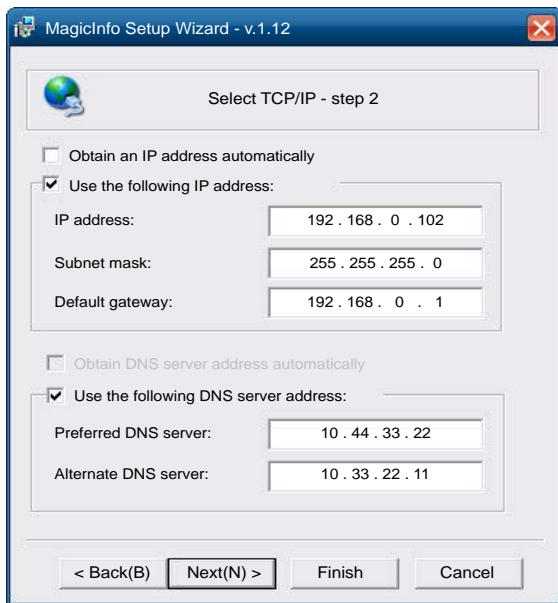 MagicInfo Setup Wizard - v.1.12
Select TCP/IP - step 2
Obtain an IP address automatically
Use the following IP address:
IP address: 192 . 168 . 0 . 102
Subnet mask: 255 . 255 . 255 . 0
Default gateway: 192 . 168 . 0 . 1
Obtain DNS server address automatically
Use the following DNS server address:
Preferred DNS server: 10 . 44 . 33 . 22
Alternate DNS server: 10 . 33 . 22 . 11
< Back(B) Next(N) > Finish Cancel